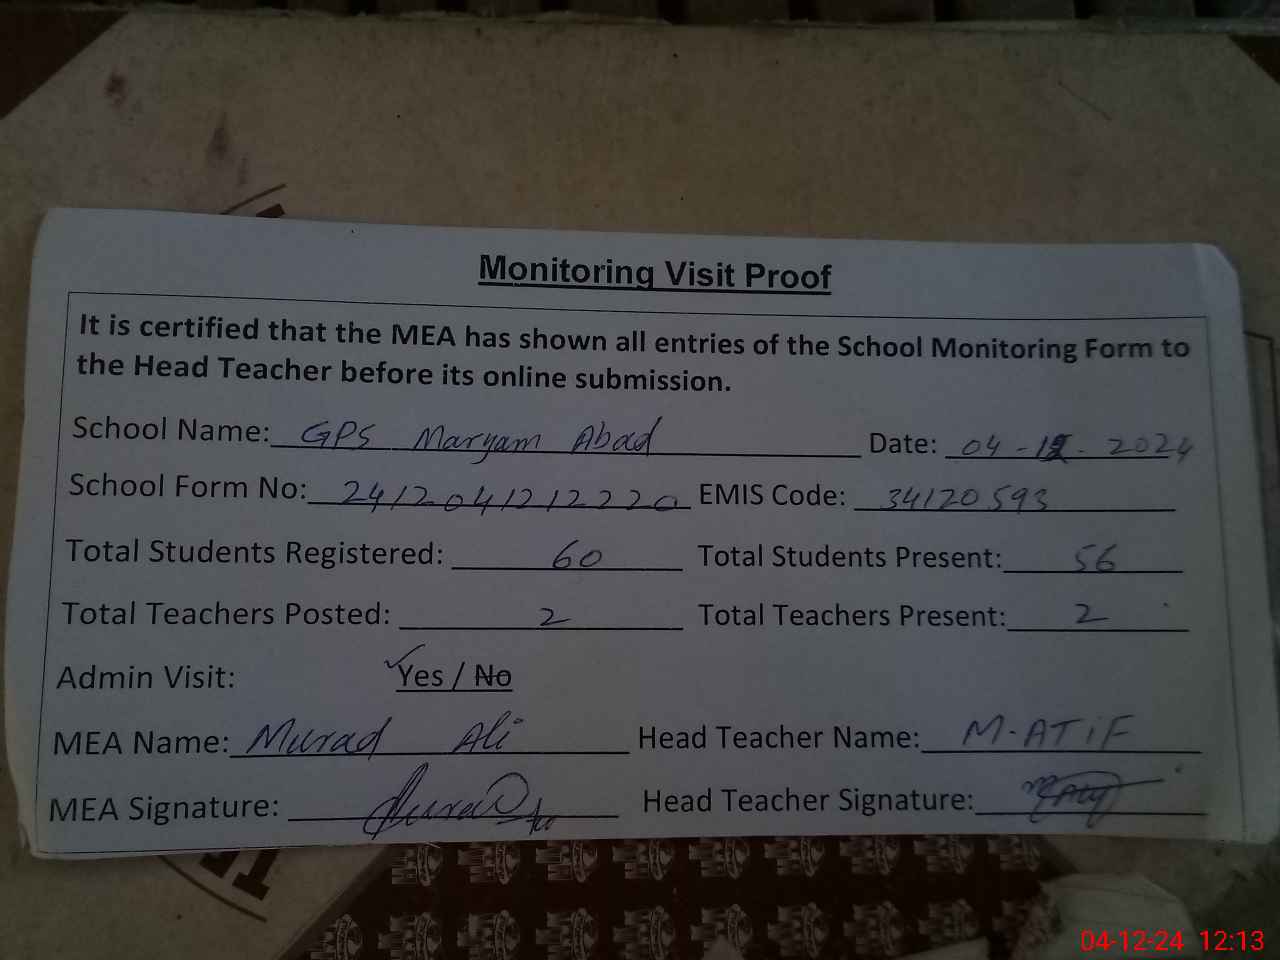 Monitoring Visit Proof
It is certified that the MEA has shown all entries of the School Monitoring Form to
the Head Teacher before its online submission.
School Name: GPS Maryam Abad Date: 04-12-2024
School Form No: 2412041212220 EMIS Code: 34120593
Total Students Registered: 60 Total Students Present: 56
Total Teachers Posted: 2 Total Teachers Present: 2
Admin Visit: Yes / No
MEA Name: Murad Ali Head Teacher Name: M-ATiF
MEA Signature: Head Teacher Signature:
04-12-24 12:13